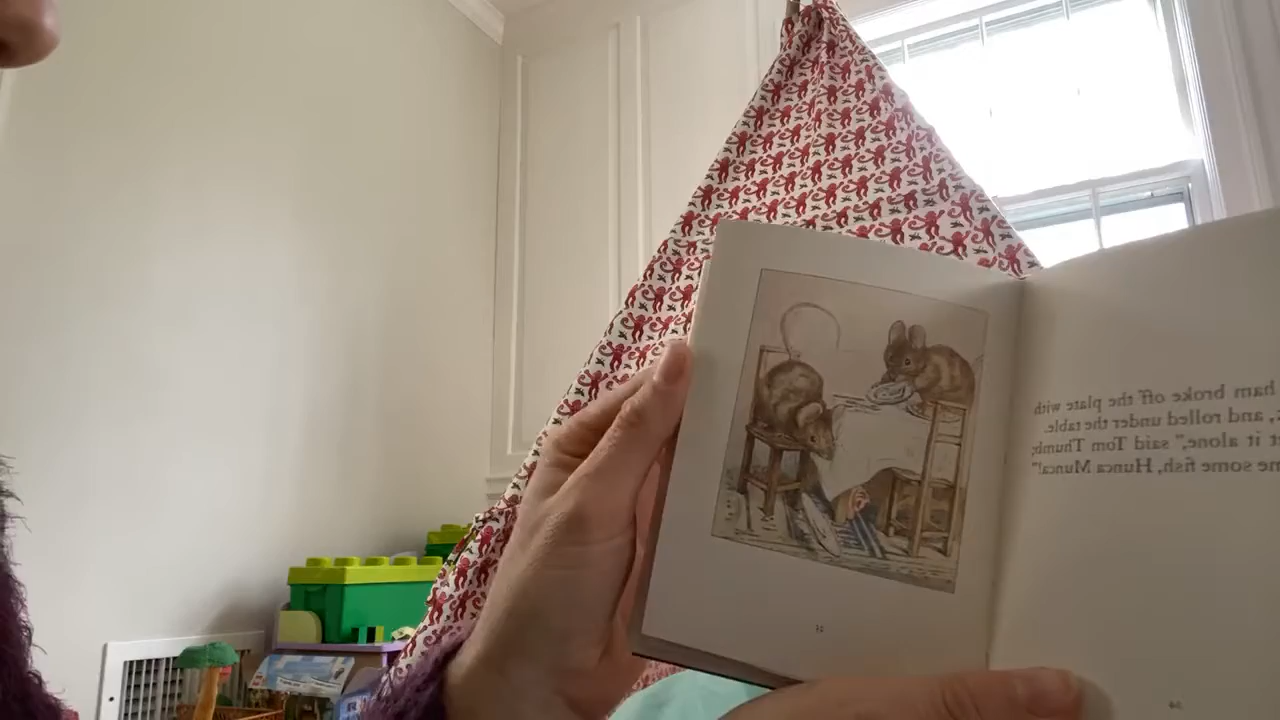 ham broke off the plate with
, and rolled under the table.
et it alone," said Tom Thumb;
me some fish, Hunca Munca!"